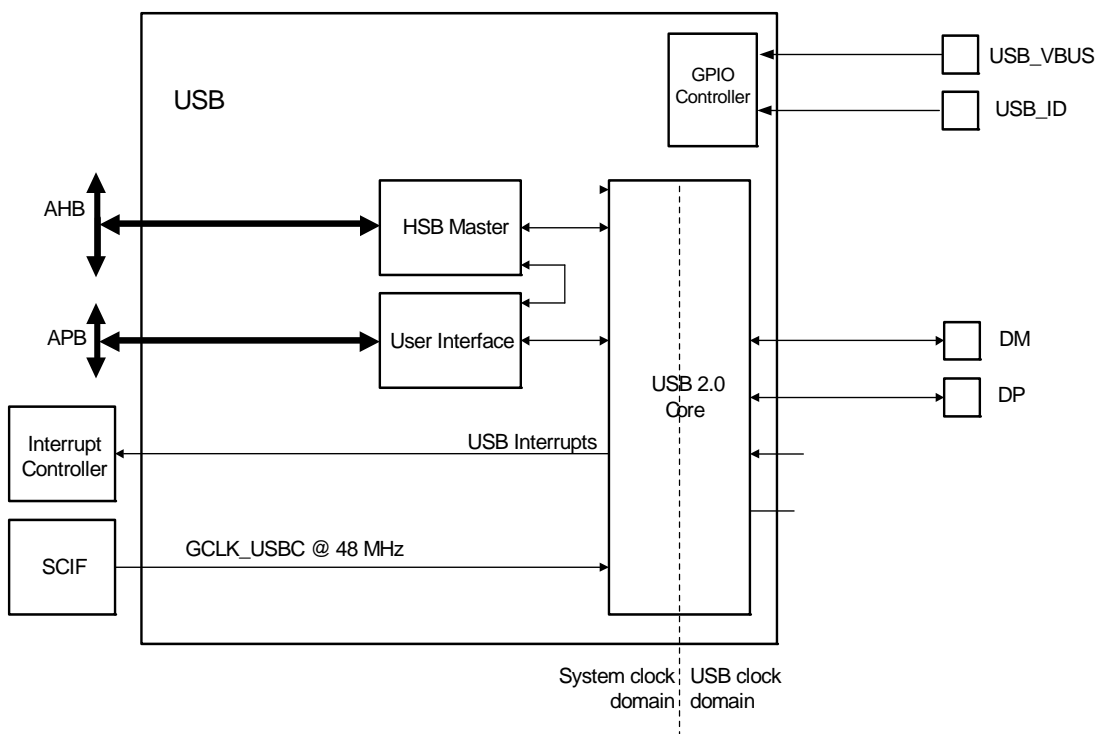 USB
GPIO
Controller
USB_VBUS
USB_ID
AHB
HSB Master
APB
User Interface
DM
USB 2.0
Core
DP
Interrupt
Controller
USB Interrupts
SCIF
GCLK_USBC @ 48 MHz
System clock
domain
USB clock
domain